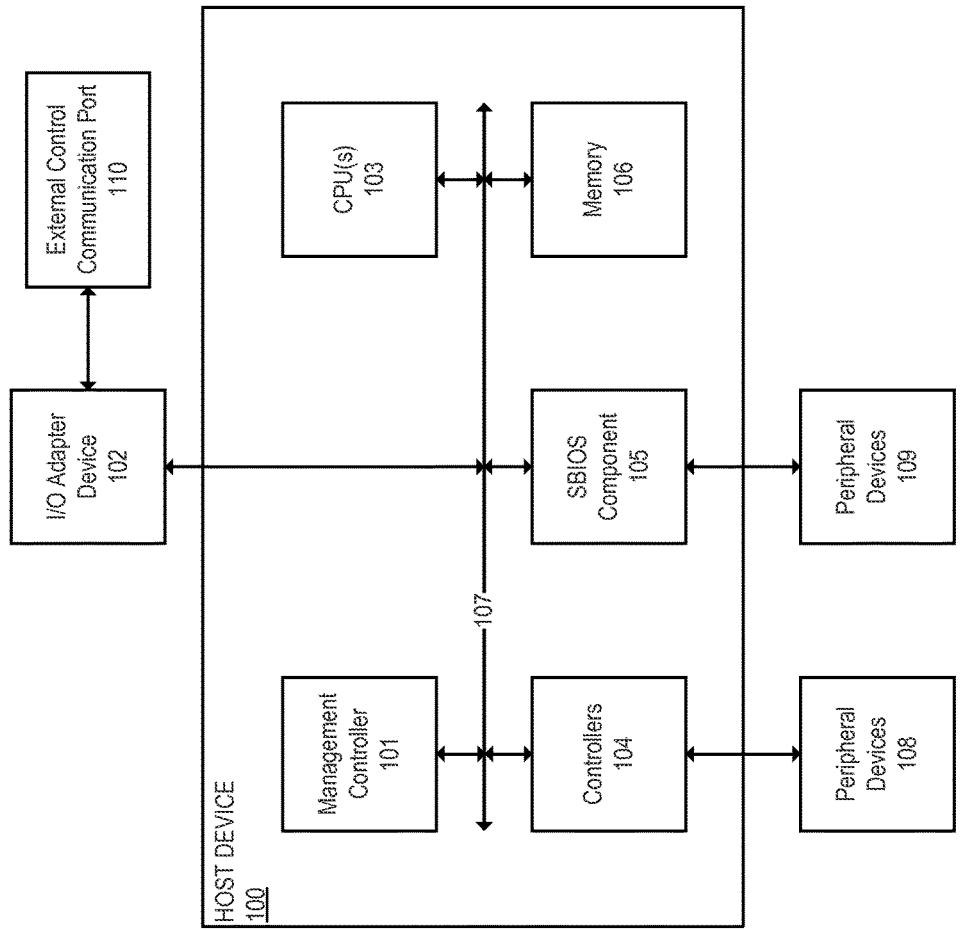 HOST DEVICE
100
I/O Adapter
Device
102
External Control
Communication Port
110
Management
Controller
101
CPU(s)
103
107
Controllers
104
SBIOS
Component
105
Memory
106
Peripheral
Devices
108
Peripheral
Devices
109